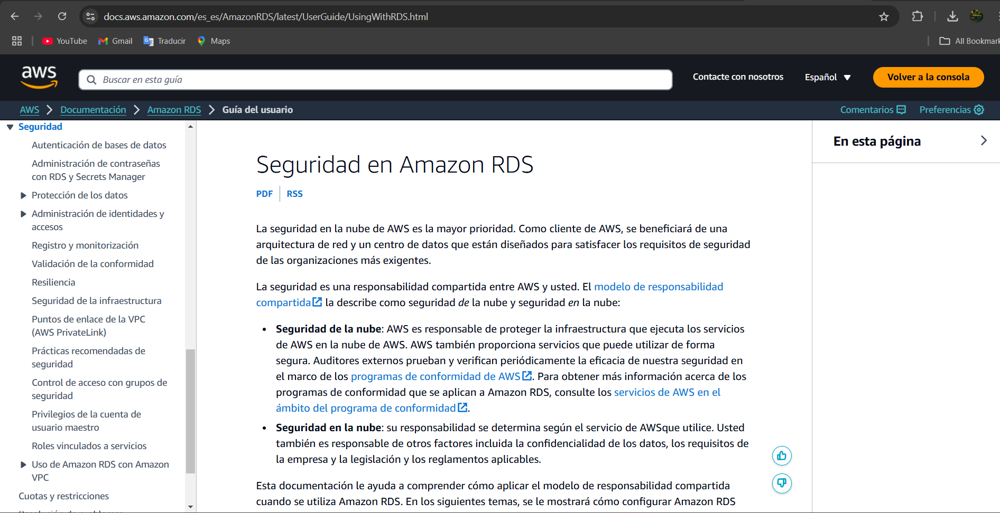 docs.aws.amazon.com/es_es/AmazonRDS/latest/UserGuide/UsingWithRDS.html
YouTube
Gmail
Traducir
Maps
All Bookmark
aws
Buscar en esta guía
Contacte con nosotros
Español
Volver a la consola
AWS
Documentación
Amazon RDS
Guía del usuario
Comentarios
Preferencias
Seguridad
Autenticación de bases de datos
Administración de contraseñas
con RDS y Secrets Manager
Protección de los datos
Administración de identidades y
accesos
Registro y monitorización
Validación de la conformidad
Resiliencia
Seguridad de la infraestructura
Puntos de enlace de la VPC
(AWS PrivateLink)
Prácticas recomendadas de
seguridad
Control de acceso con grupos de
seguridad
Privilegios de la cuenta de
usuario maestro
Roles vinculados a servicios
Uso de Amazon RDS con Amazon
VPC
Cuotas y restricciones
Seguridad en Amazon RDS
PDF
RSS
La seguridad en la nube de AWS es la mayor prioridad. Como cliente de AWS, se beneficiará de una
arquitectura de red y un centro de datos que están diseñados para satisfacer los requisitos de seguridad
de las organizaciones más exigentes.
La seguridad es una responsabilidad compartida entre AWS y usted. El modelo de responsabilidad
compartida la describe como seguridad de la nube y seguridad en la nube:
• Seguridad de la nube: AWS es responsable de proteger la infraestructura que ejecuta los servicios
de AWS en la nube de AWS. AWS también proporciona servicios que puede utilizar de forma
segura. Auditores externos prueban y verifican periódicamente la eficacia de nuestra seguridad en
el marco de los programas de conformidad de AWS. Para obtener más información acerca de los
programas de conformidad que se aplican a Amazon RDS, consulte los servicios de AWS en el
ámbito del programa de conformidad.
• Seguridad en la nube: su responsabilidad se determina según el servicio de AWSque utilice. Usted
también es responsable de otros factores incluida la confidencialidad de los datos, los requisitos de
la empresa y la legislación y los reglamentos aplicables.
Esta documentación le ayuda a comprender cómo aplicar el modelo de responsabilidad compartida
cuando se utiliza Amazon RDS. En los siguientes temas, se le mostrará cómo configurar Amazon RDS
En esta página